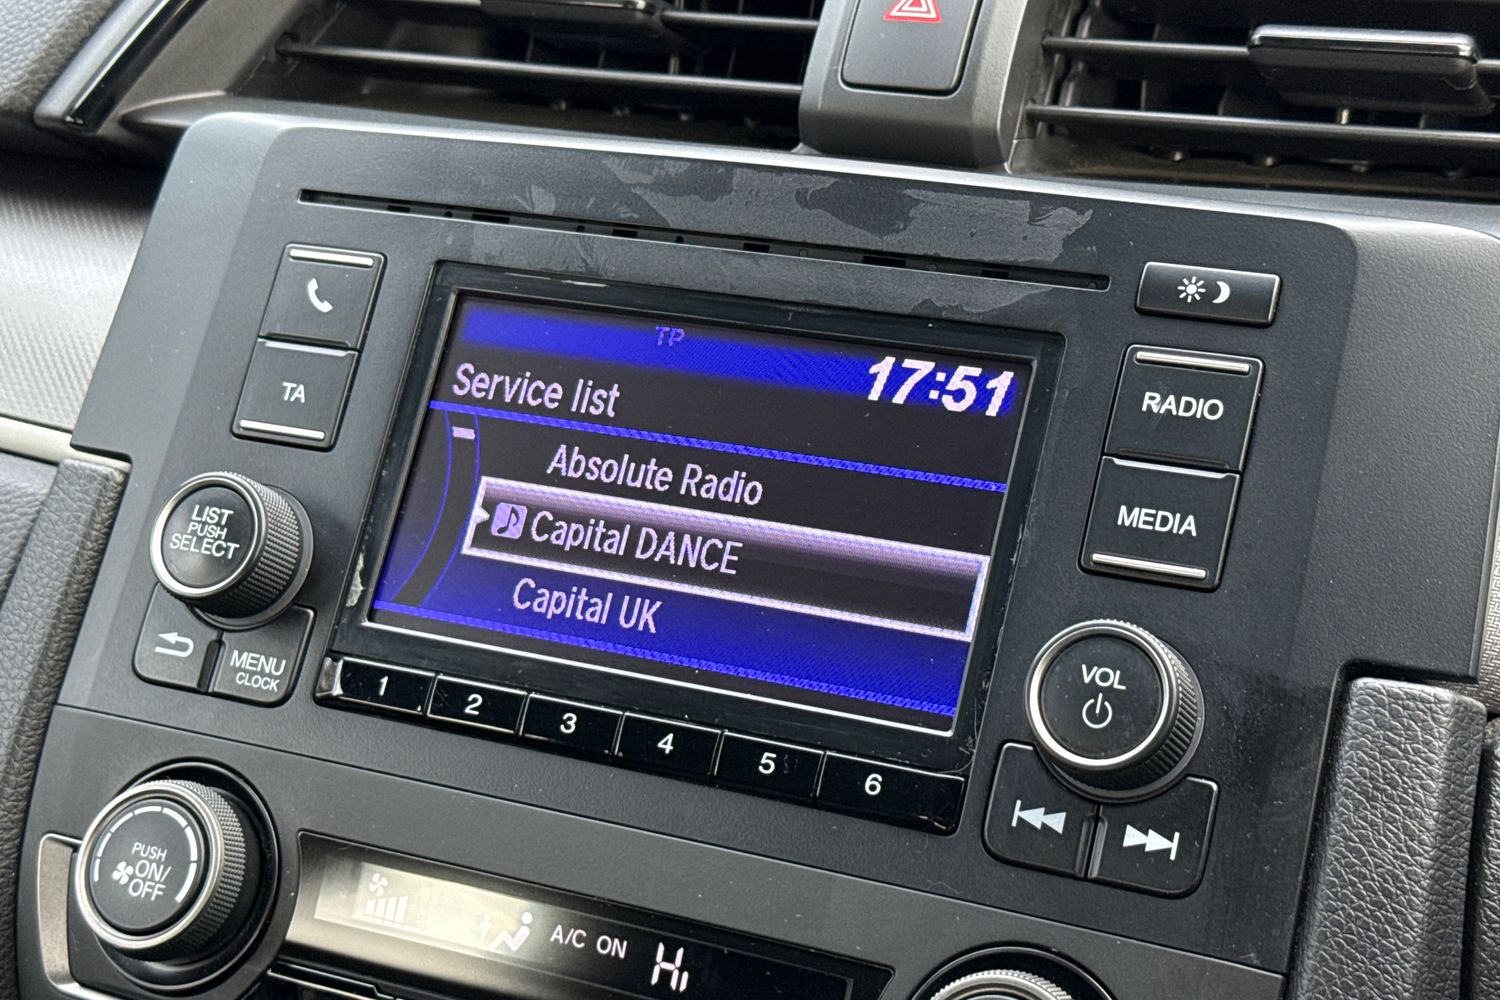 TP
17:51
Service list
Absolute Radio
Capital DANCE
Capital UK
TA
RADIO
MEDIA
LIST
PUSH
SELECT
MENU
CLOCK
VOL
1 2 3 4 5 6
PUSH
ON/
OFF
A/C ON
Hi